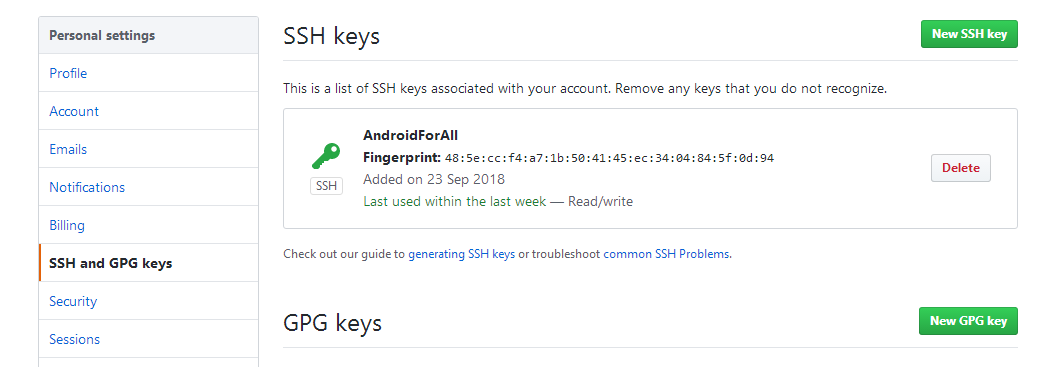 Personal settings
Profile
Account
Emails
Notifications
Billing
SSH and GPG keys
Security
Sessions
SSH keys
New SSH key
This is a list of SSH keys associated with your account. Remove any keys that you do not recognize.
SSH
AndroidForAll
Fingerprint: 48:5e:cc:f4:a7:1b:50:41:45:ec:34:04:84:5f:0d:94
Added on 23 Sep 2018
Last used within the last week — Read/write
Delete
Check out our guide to generating SSH keys or troubleshoot common SSH Problems.
GPG keys
New GPG key